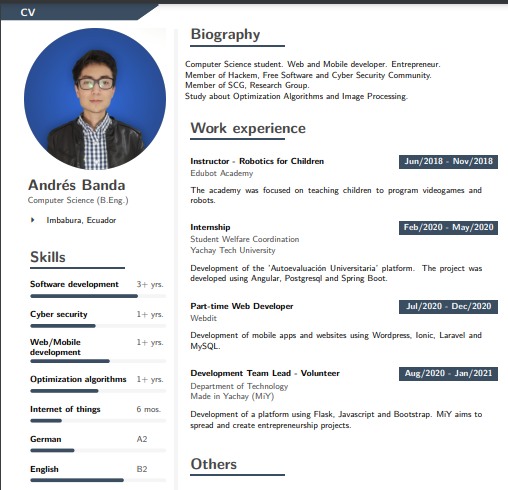 CV
Andrés Banda
Computer Science (B.Eng.)
Imbabura, Ecuador
Skills
Software development 3+ yrs.
Cyber security 1+ yrs.
Web/Mobile 1+ yrs.
development
Optimization algorithms 1+ yrs.
Internet of things 6 mos.
German A2
English B2
Biography
Computer Science student. Web and Mobile developer. Entrepreneur.
Member of Hackem, Free Software and Cyber Security Community.
Member of SCG, Research Group.
Study about Optimization Algorithms and Image Processing.
Work experience
Instructor - Robotics for Children Jun/2018 - Nov/2018
Edubot Academy
The academy was focused on teaching children to program videogames and
robots.
Internship Feb/2020 - May/2020
Student Welfare Coordination
Yachay Tech University
Development of the 'Autoevaluación Universitaria' platform. The project was
developed using Angular, Postgresql and Spring Boot.
Part-time Web Developer Jul/2020 - Dec/2020
Webdit
Development of mobile apps and websites using Wordpress, Ionic, Laravel and
MySQL.
Development Team Lead - Volunteer Aug/2020 - Jan/2021
Department of Technology
Made in Yachay (MiY)
Development of a platform using Flask, Javascript and Bootstrap. MiY aims to
spread and create entrepreneurship projects.
Others